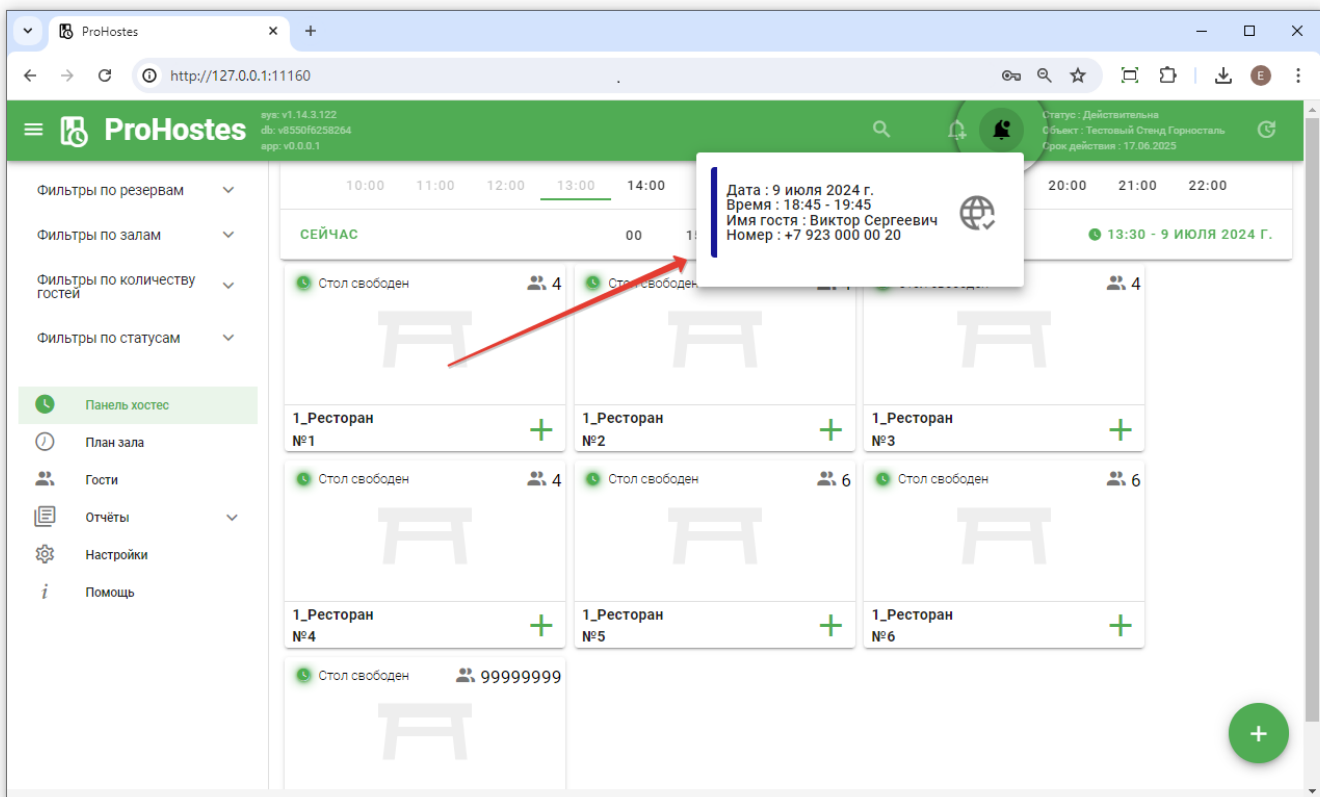 ProHostes
http://127.0.0.1:11160
E
ProHostes
sys: v1.14.3.122
db: v8550f6258264
app: v0.0.0.1
Статус : Действительна
Объект : Тестовый Стенд Горносталь
Срок действия : 17.06.2025
Фильтры по резервам
Фильтры по залам
Фильтры по количеству
гостей
Фильтры по статусам
Панель хостес
План зала
Гости
Отчёты
Настройки
Помощь
10:00 11:00 12:00 13:00 14:00 20:00 21:00 22:00
СЕЙЧАС 00 13:30 - 9 ИЮЛЯ 2024 Г.
Дата : 9 июля 2024 г.
Время : 18:45 - 19:45
Имя гостя : Виктор Сергеевич
Номер : +7 923 000 00 20
Стол свободен 4
1_Ресторан
№1
Стол свободен
1_Ресторан
№2
4
1_Ресторан
№3
Стол свободен 4
1_Ресторан
№4
Стол свободен 6
1_Ресторан
№5
Стол свободен 6
1_Ресторан
№6
Стол свободен 99999999